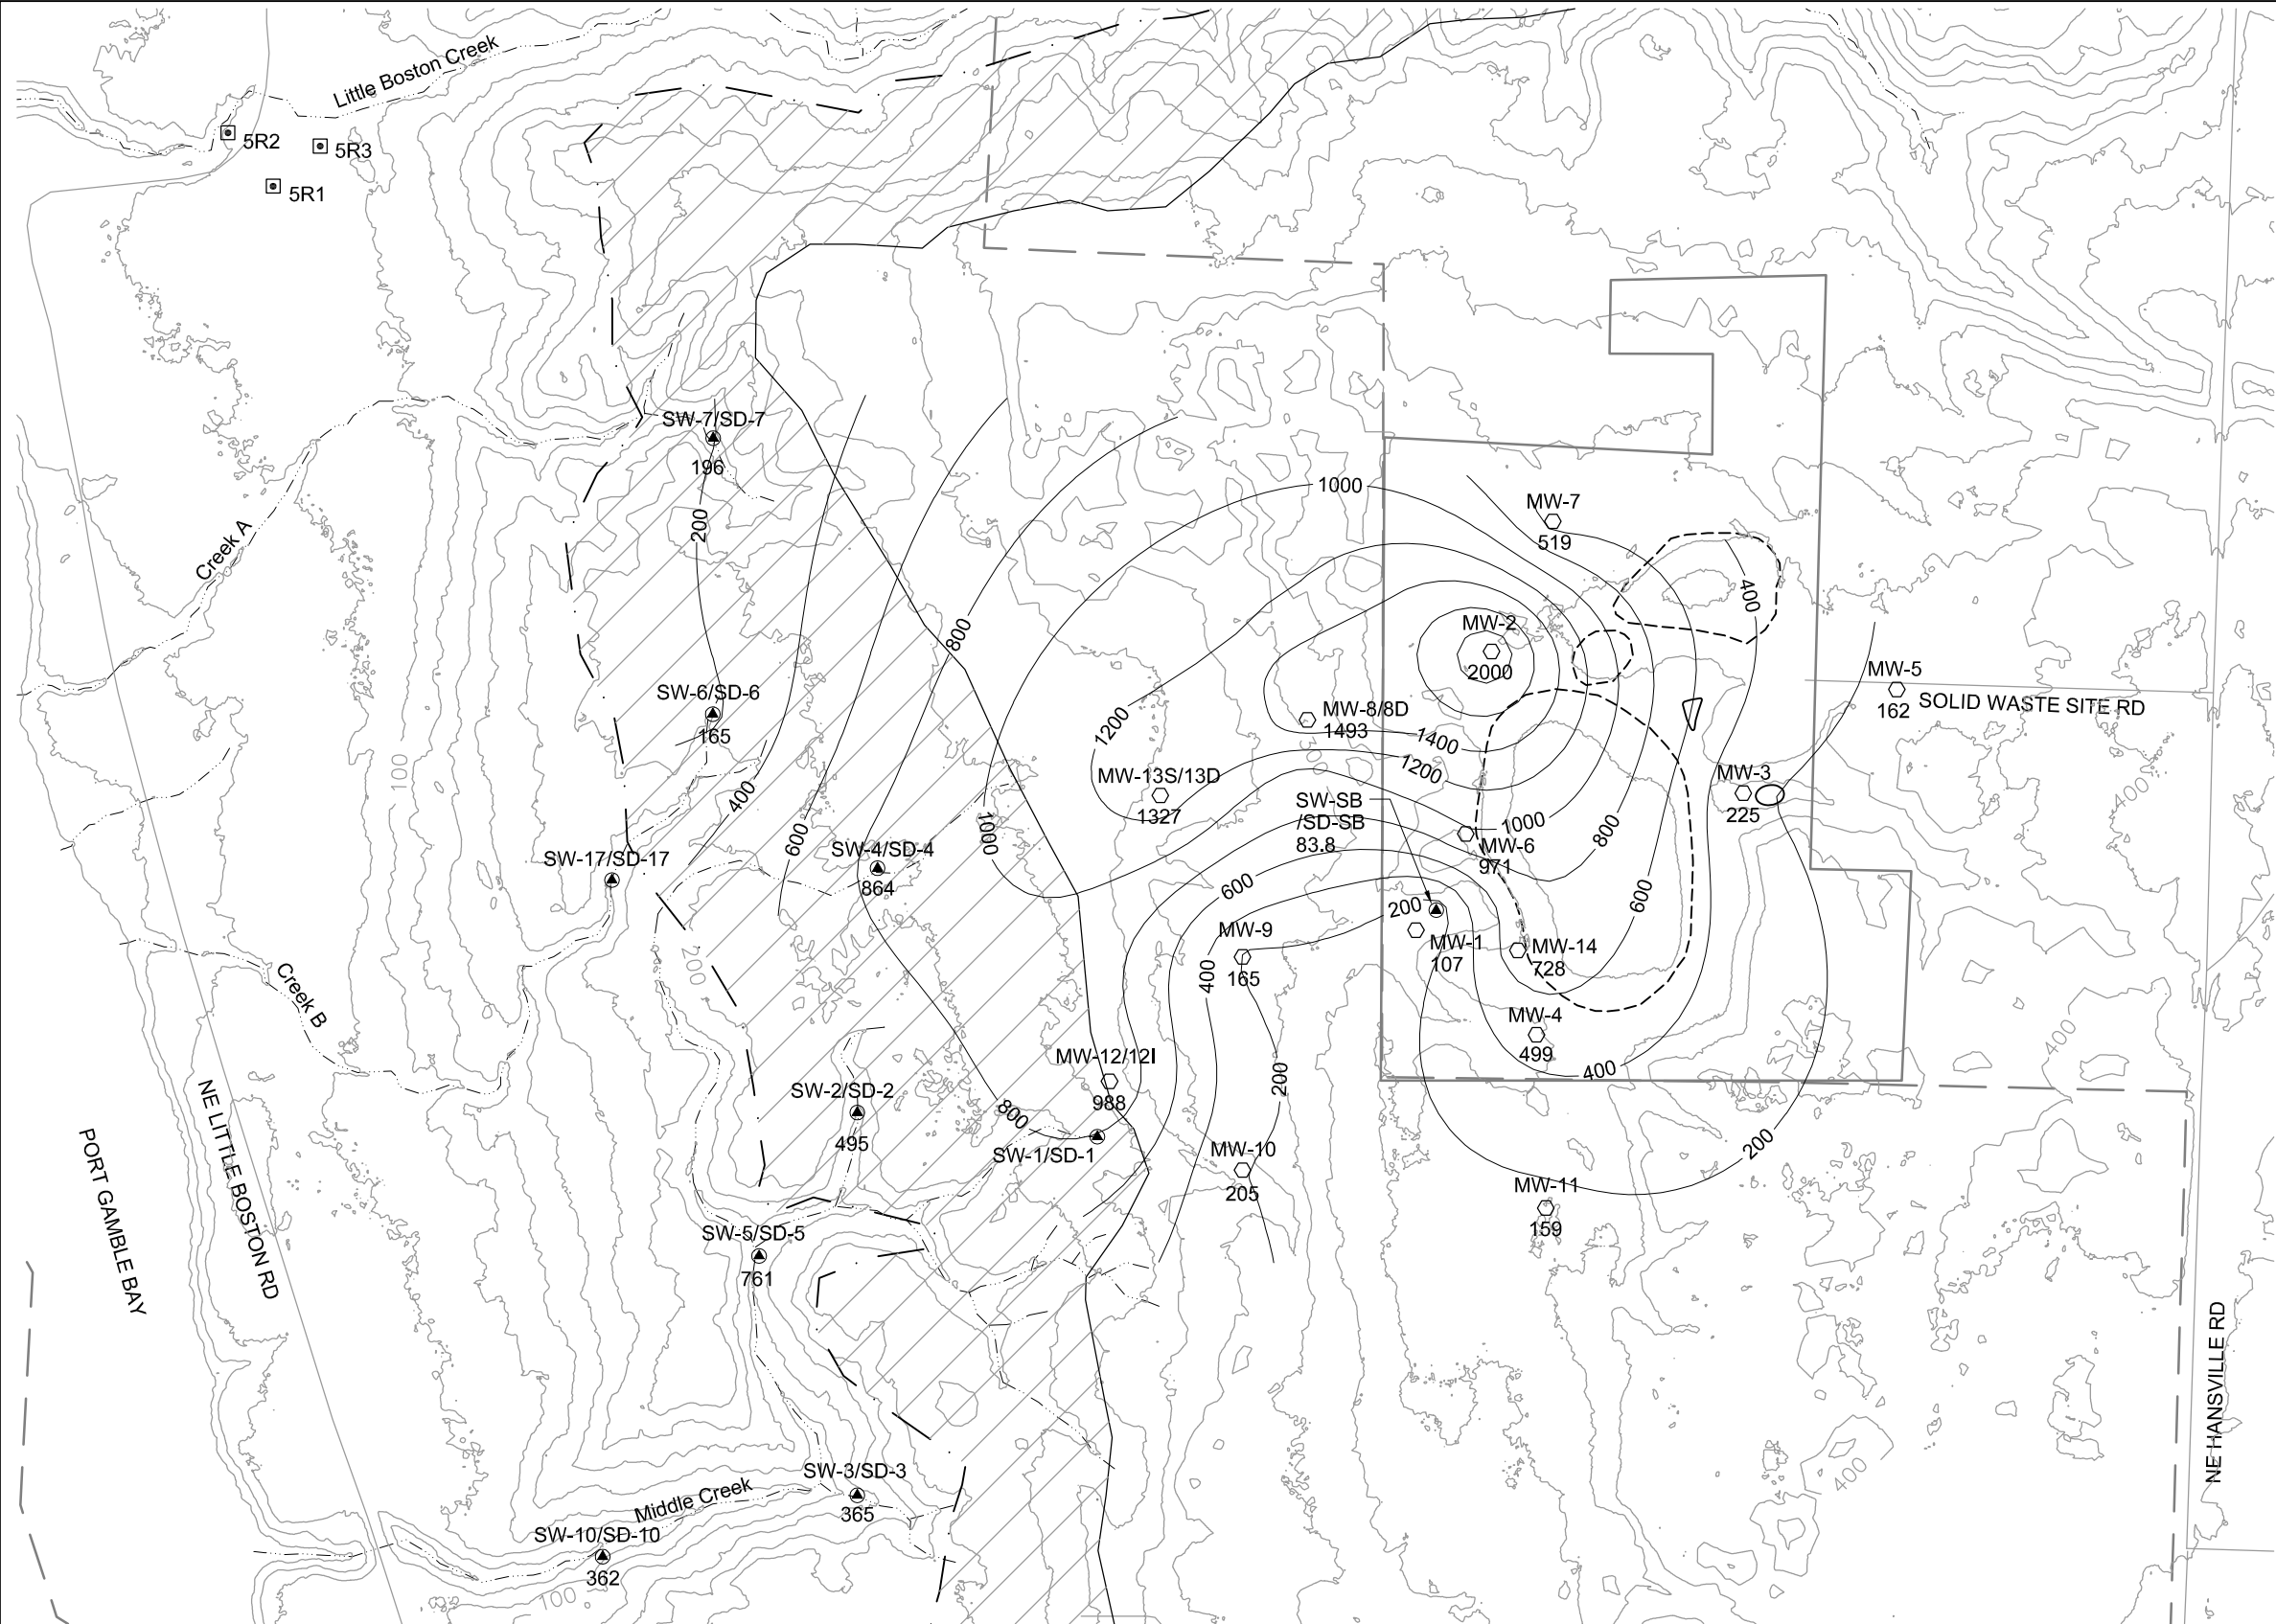 Little Boston Creek
5R2
5R3
5R1
SW-7/SD-7
196
Creek A
200
1000
MW-7
519
400
800
MW-2
2000
MW-5
162
SOLID WASTE SITE RD
SW-6/SD-6
165
1200
MW-8/8D
1493
1400
1200
100
400
600
MW-13S/13D
1327
MW-3
225
400
SW-SB
/SD-SB
83.8
1000
1000
800
MW-6
971
SW-17/SD-17
SW-4/SD-4
864
600
600
200
MW-9
165
MW-1
107
MW-14
728
200
400
Creek B
MW-4
499
400
400
MW-12/12I
988
200
SW-2/SD-2
495
800
SW-1/SD-1
MW-10
205
200
MW-11
159
NE LITTLE BOSTON RD
PORT GAMBLE BAY
SW-5/SD-5
761
NE HANSVILLE RD
400
SW-3/SD-3
365
Middle Creek
SW-10/SD-10
362
100